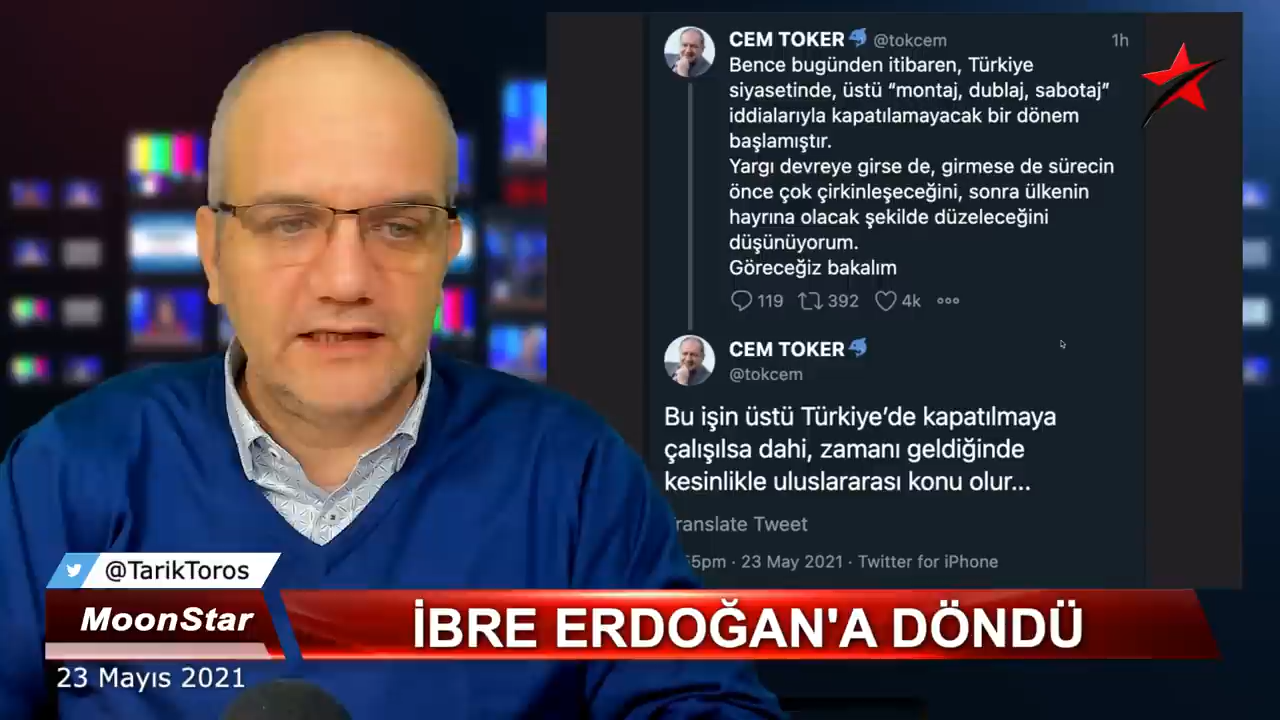 CEM TOKER @tokcem 1h
Bence bugünden itibaren, Türkiye
siyasetinde, üstü “montaj, dublaj, sabotaj”
iddialarıyla kapatılamayacak bir dönem
başlamıştır.
Yargı devreye girse de, girmese de sürecin
önce çok çirkinleşeceğini, sonra ülkenin
hayrına olacak şekilde düzeleceğini
düşünüyorum.
Göreceğiz bakalım
119 392 4k
CEM TOKER
@tokcem
Bu işin üstü Türkiye’de kapatılmaya
çalışılsa dahi, zamanı geldiğinde
kesinlikle uluslararası konu olur...
ranslate Tweet
5pm · 23 May 2021 · Twitter for iPhone
@TarikToros
MoonStar
İBRE ERDOĞAN'A DÖNDÜ
23 Mayıs 2021